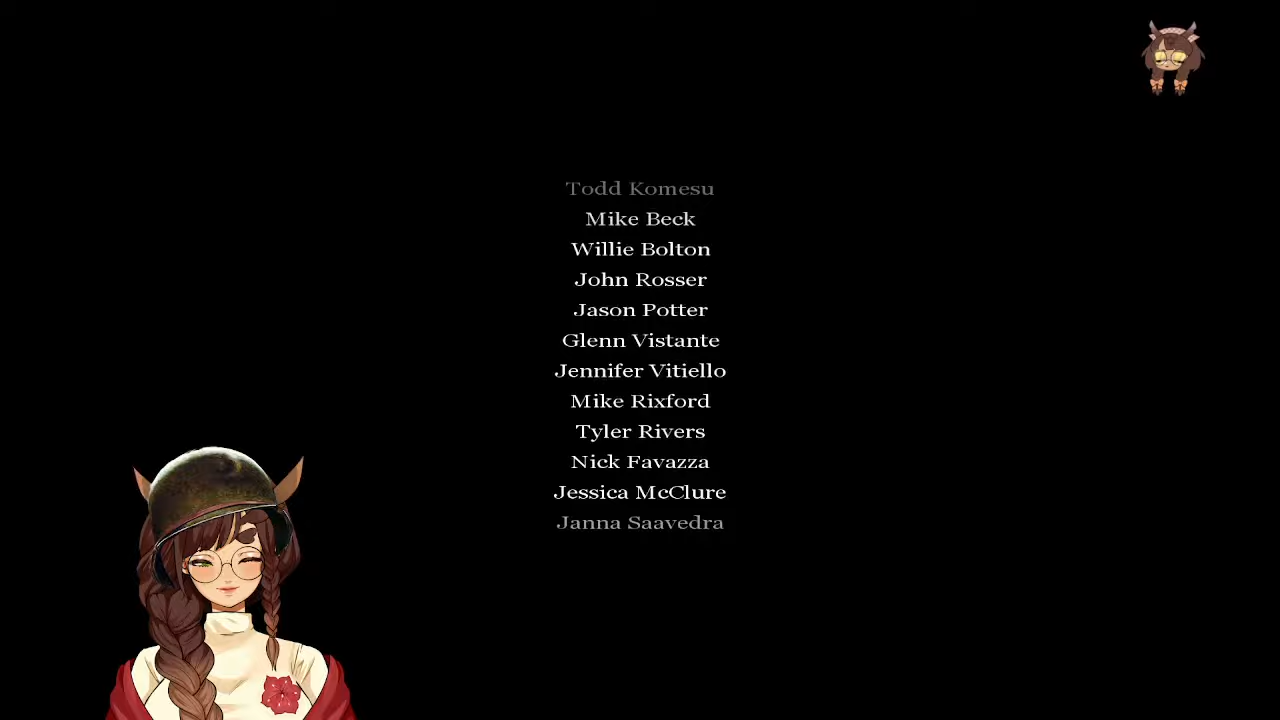 Todd Komesu
Mike Beck
Willie Bolton
John Rosser
Jason Potter
Glenn Vistante
Jennifer Vitiello
Mike Rixford
Tyler Rivers
Nick Favazza
Jessica McClure
Janna Saavedra